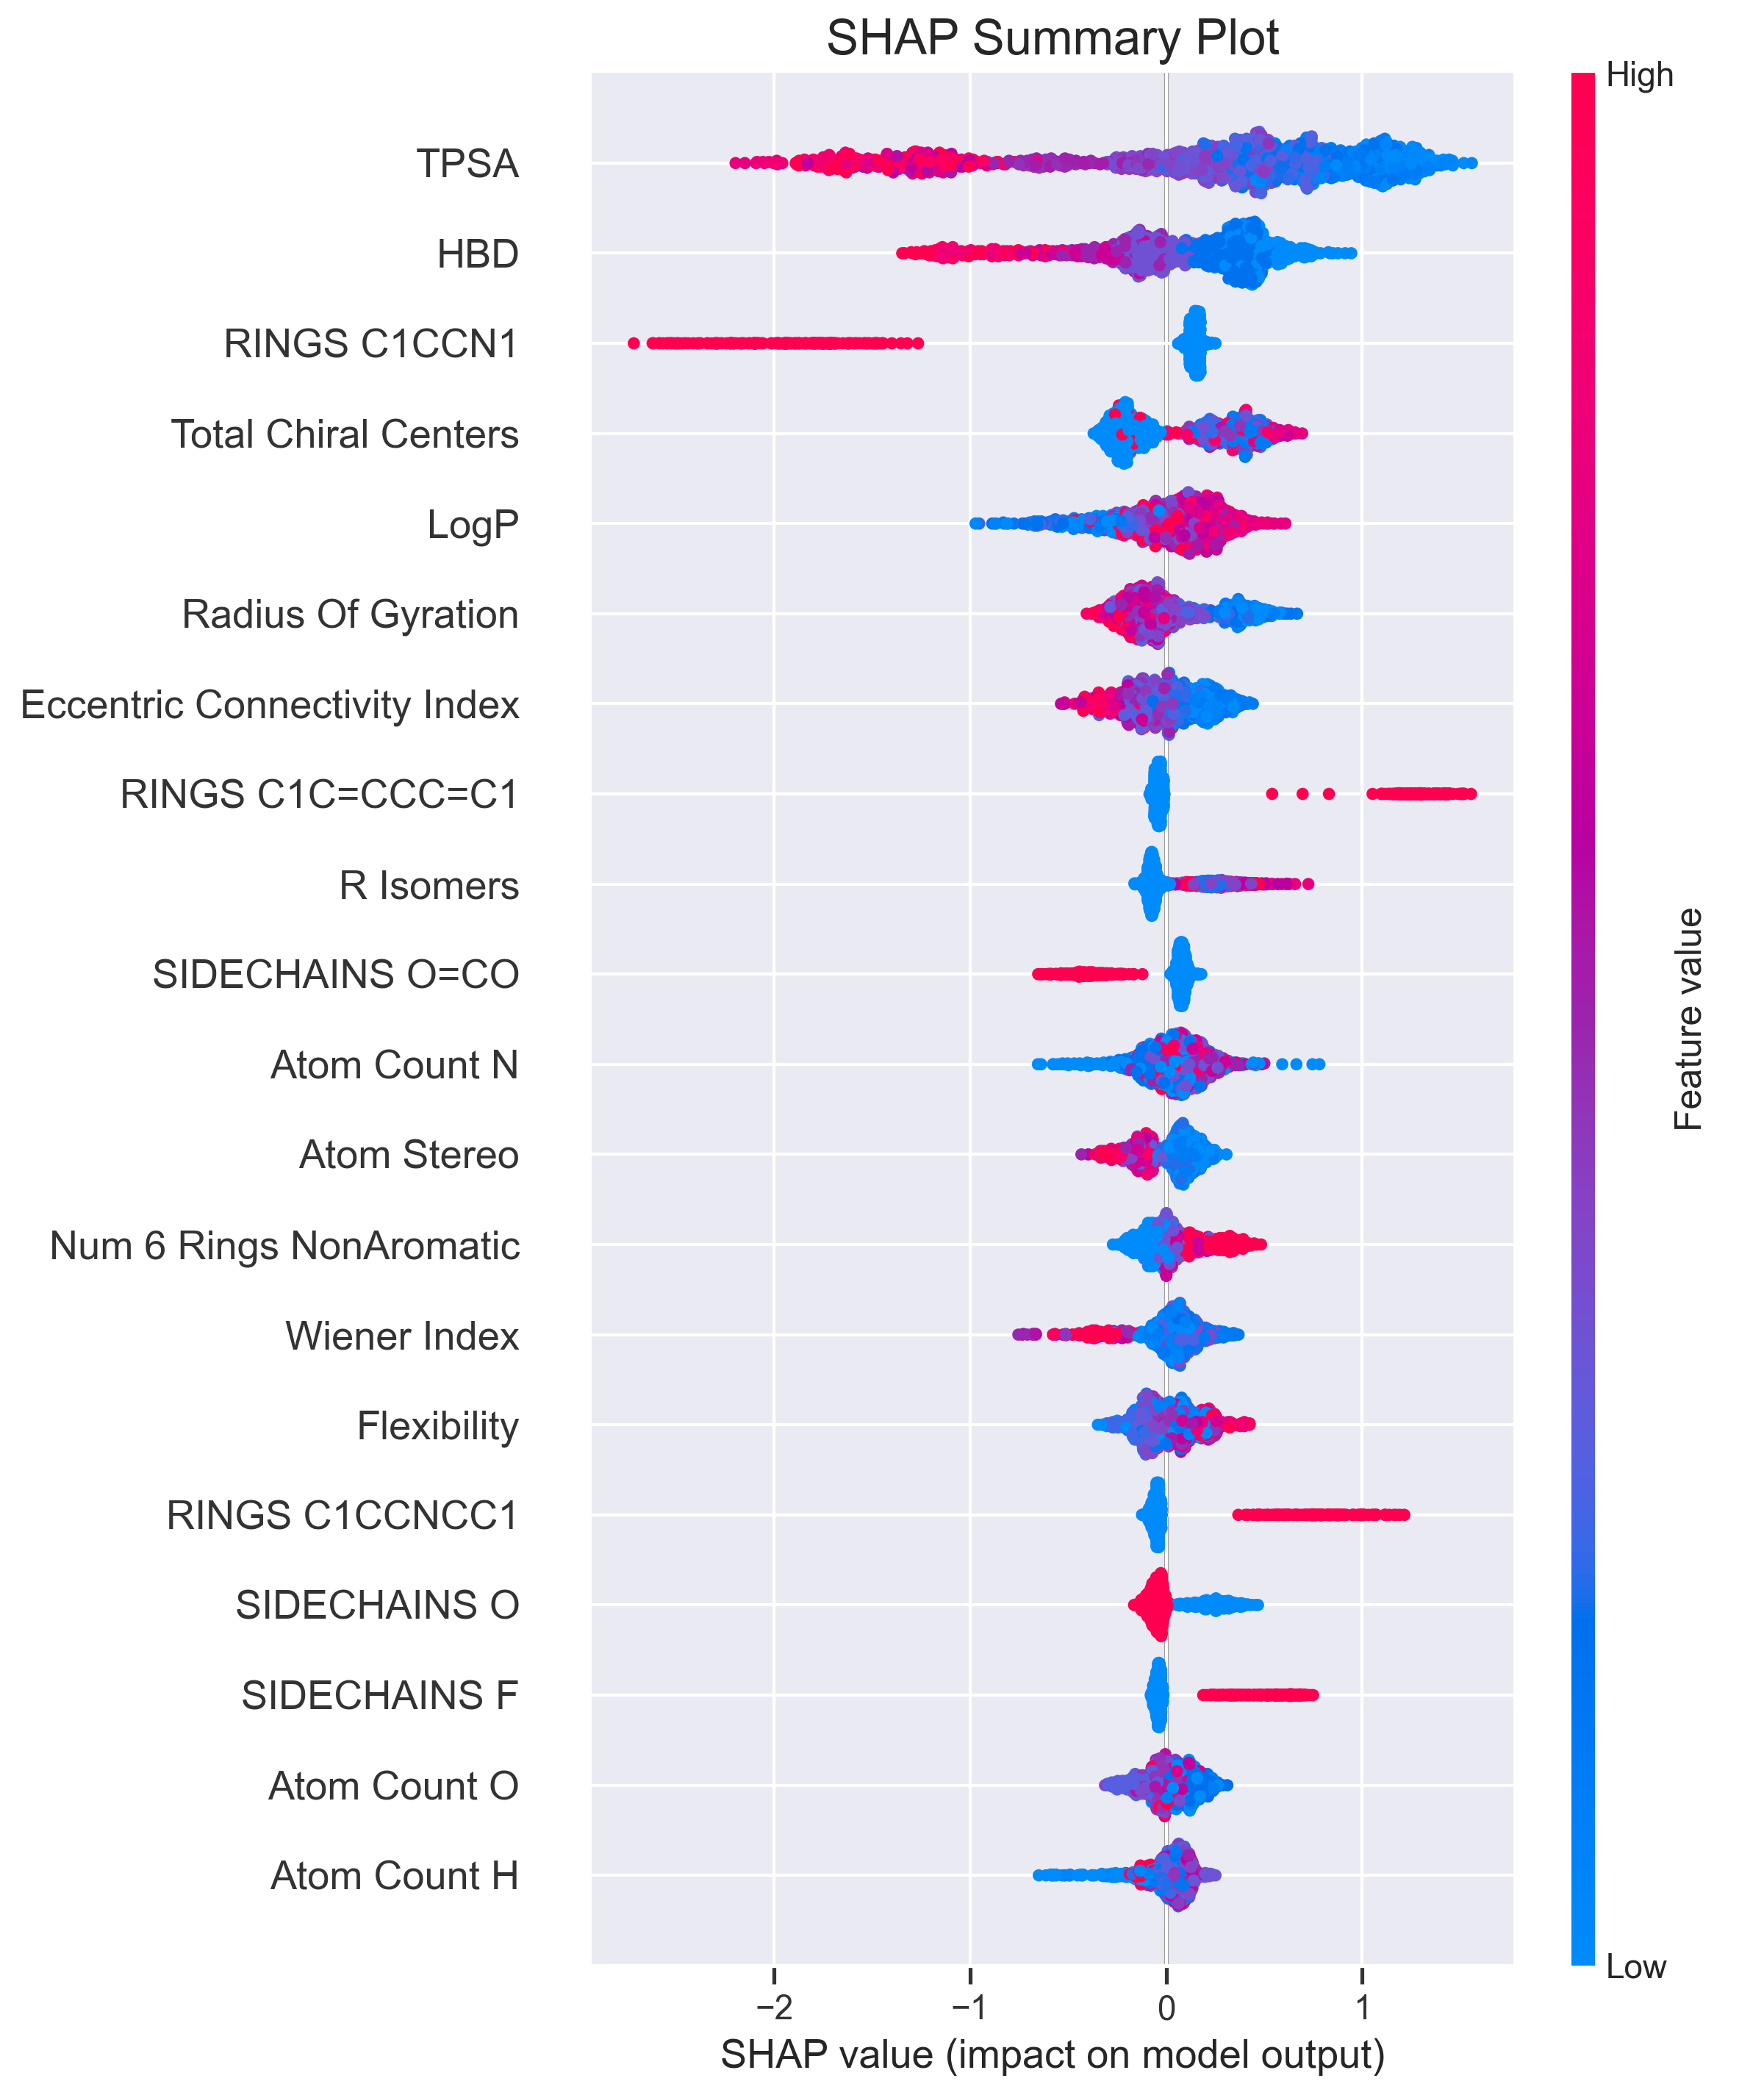 SHAP Summary Plot
High
TPSA
HBD
RINGS C1CCN1
Total Chiral Centers
LogP
Radius Of Gyration
Eccentric Connectivity Index
RINGS C1C=CCC=C1
R Isomers
SIDECHAINS O=CO
Atom Count N
Atom Stereo
Num 6 Rings NonAromatic
Wiener Index
Flexibility
RINGS C1CCNCC1
SIDECHAINS O
SIDECHAINS F
Atom Count O
Atom Count H
Feature value
Low
−2 −1 0 1
SHAP value (impact on model output)